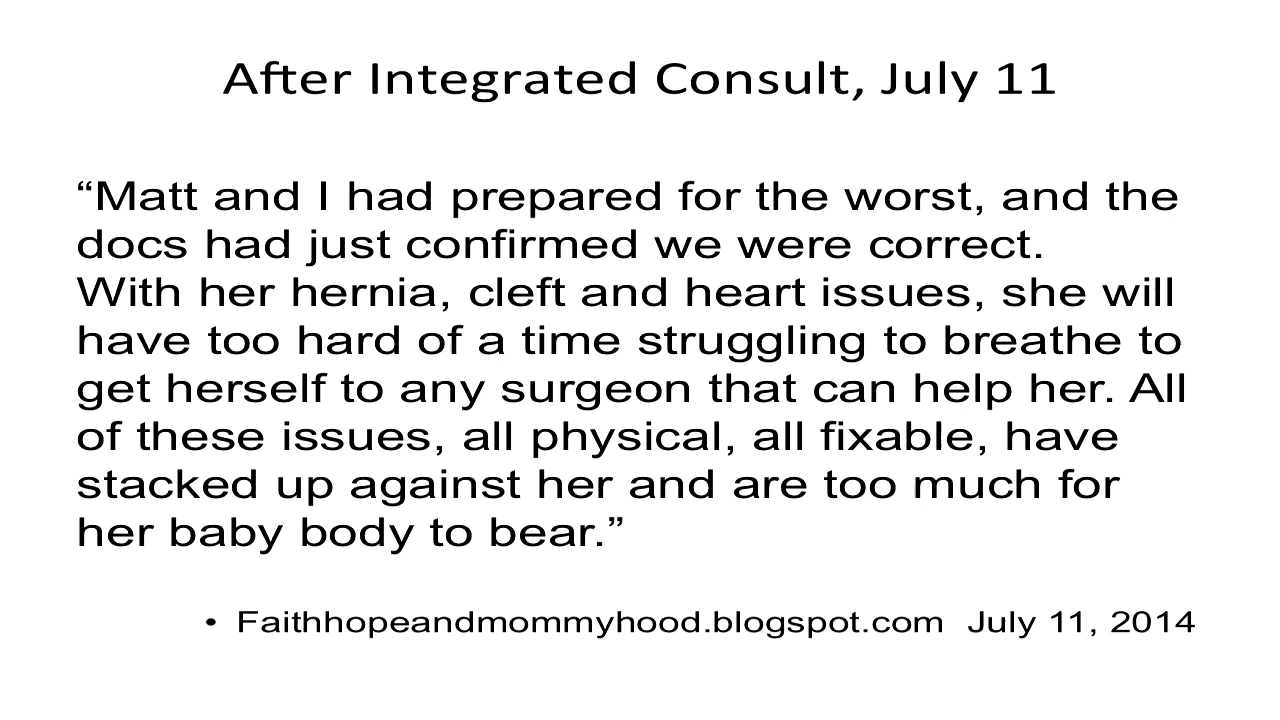 After Integrated Consult, July 11
“Matt and I had prepared for the worst, and the
docs had just confirmed we were correct.
With her hernia, cleft and heart issues, she will
have too hard of a time struggling to breathe to
get herself to any surgeon that can help her. All
of these issues, all physical, all fixable, have
stacked up against her and are too much for
her baby body to bear.”
• Faithhopeandmommyhood.blogspot.com July 11, 2014